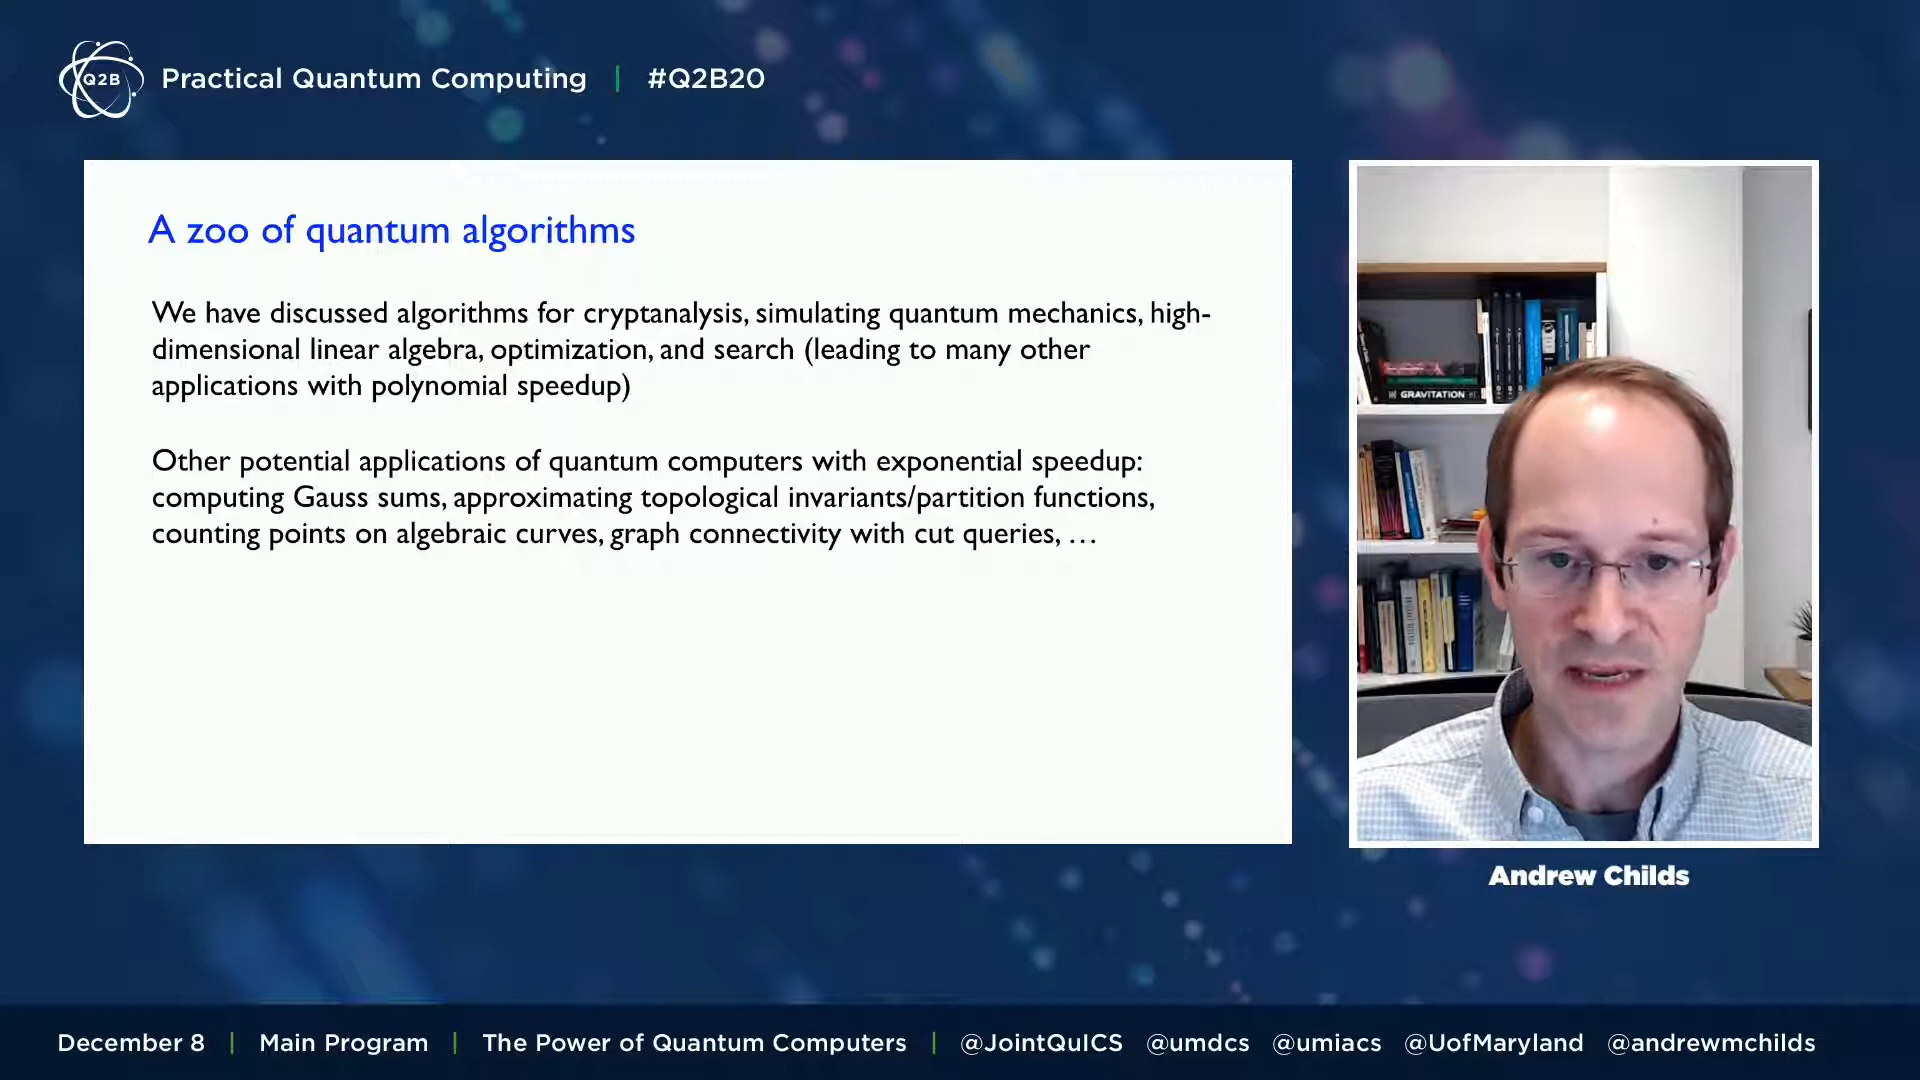 Q2B
Practical Quantum Computing | #Q2B20
A zoo of quantum algorithms
We have discussed algorithms for cryptanalysis, simulating quantum mechanics, high-
dimensional linear algebra, optimization, and search (leading to many other
applications with polynomial speedup)
Other potential applications of quantum computers with exponential speedup:
computing Gauss sums, approximating topological invariants/partition functions,
counting points on algebraic curves, graph connectivity with cut queries, …
GRAVITATION
Andrew Childs
December 8 | Main Program | The Power of Quantum Computers | @JointQuICS @umdcs @umiacs @UofMaryland @andrewmchilds